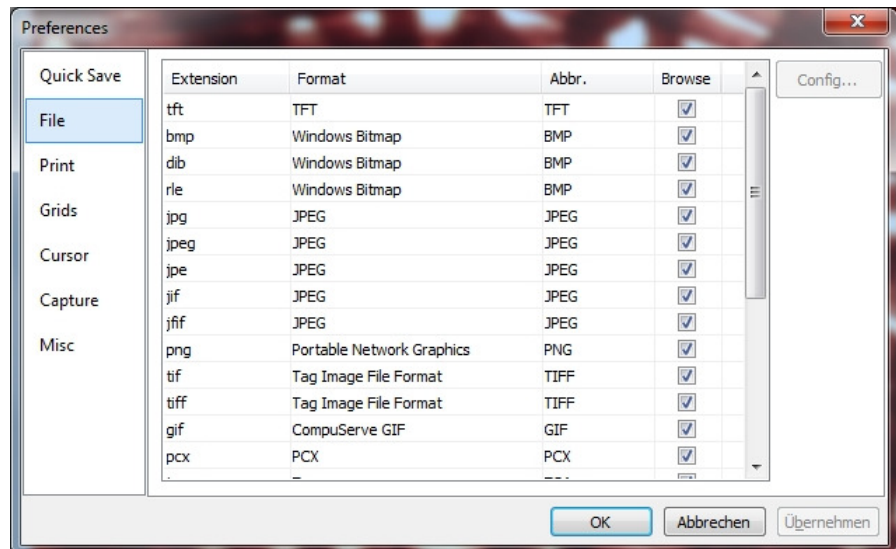 Preferences
Quick Save
File
Print
Grids
Cursor
Capture
Misc
Extension Format Abbr. Browse
tft TFT TFT
bmp Windows Bitmap BMP
dib Windows Bitmap BMP
rle Windows Bitmap BMP
jpg JPEG JPEG
jpeg JPEG JPEG
jpe JPEG JPEG
jif JPEG JPEG
jfif JPEG JPEG
png Portable Network Graphics PNG
tif Tag Image File Format TIFF
tiff Tag Image File Format TIFF
gif CompuServe GIF GIF
pcx PCX PCX
Config...
OK Abbrechen Übernehmen